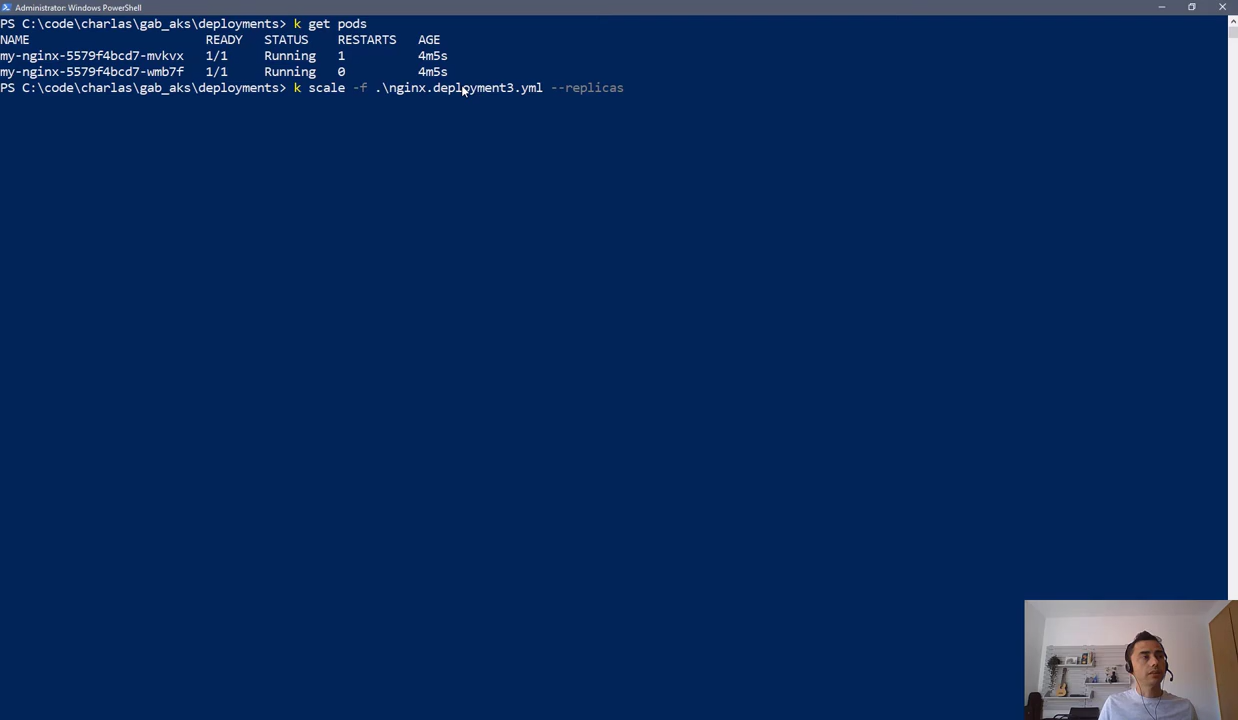 Administrator: Windows PowerShell
PS C:\code\charlas\gab_aks\deployments> k get pods
NAME READY STATUS RESTARTS AGE
my-nginx-5579f4bcd7-mvkvx 1/1 Running 1 4m5s
my-nginx-5579f4bcd7-wmb7f 1/1 Running 0 4m5s
PS C:\code\charlas\gab_aks\deployments> k scale -f .\nginx.deployment3.yml --replicas